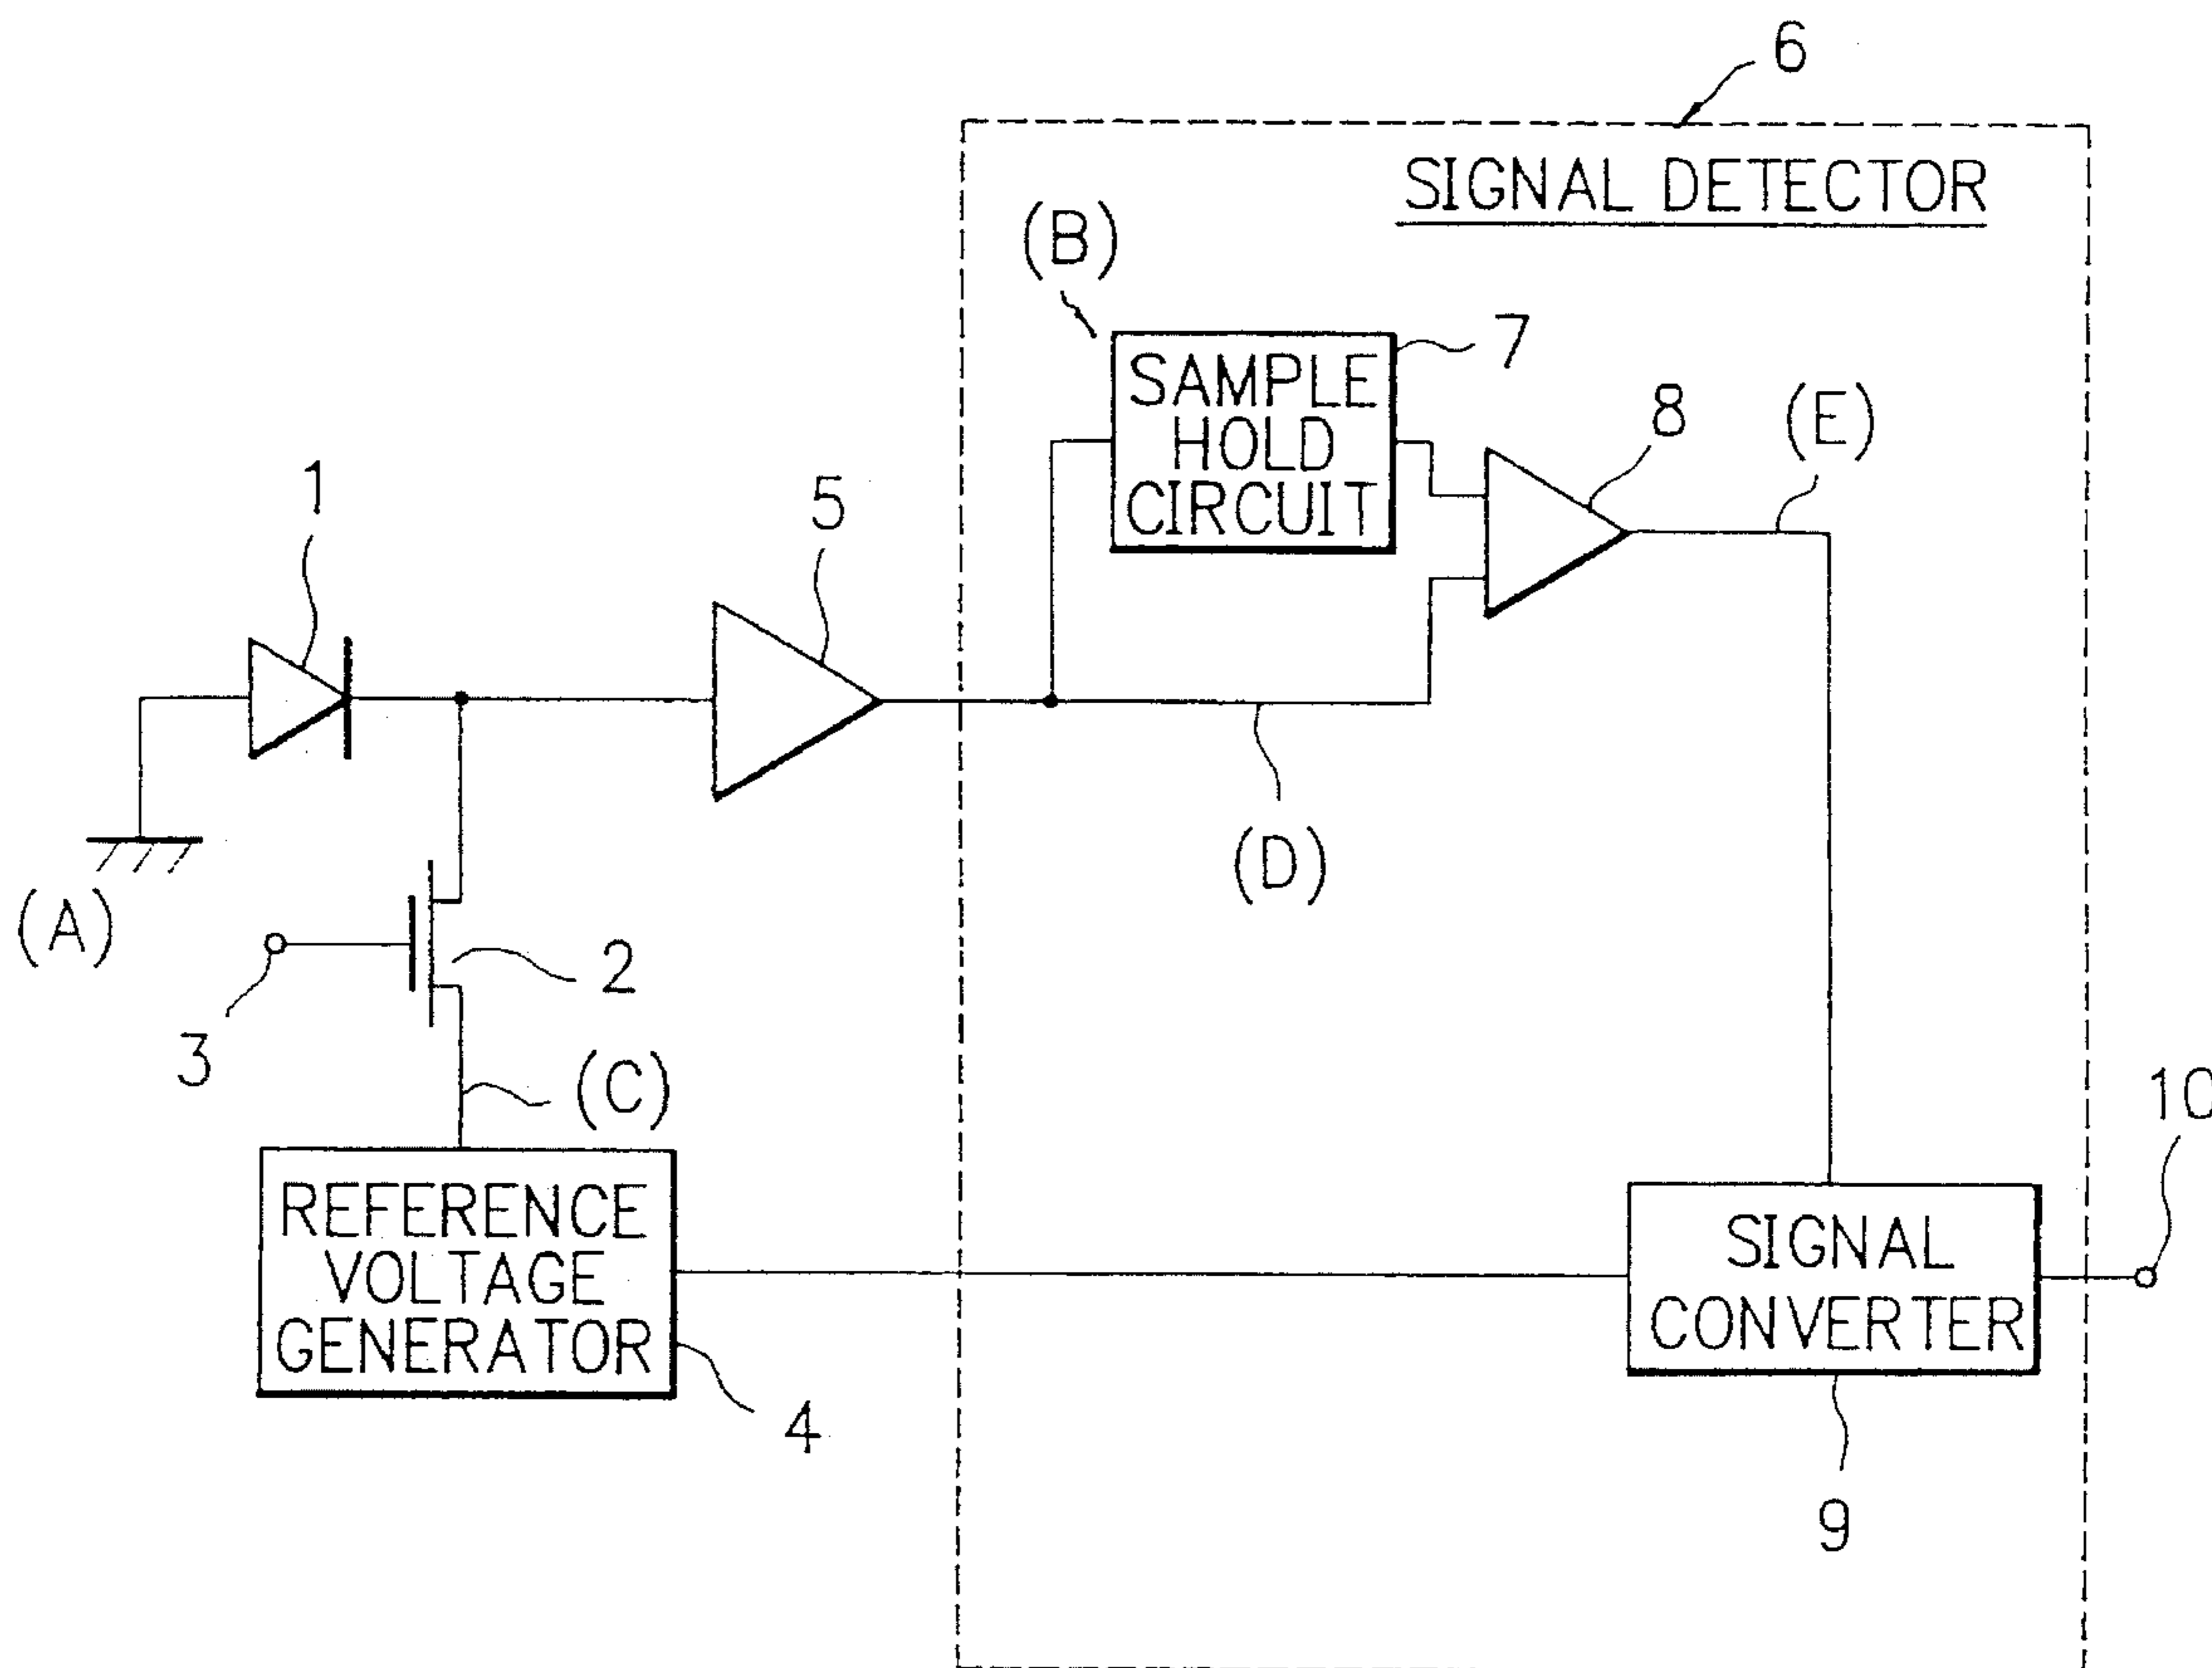 6
SIGNAL DETECTOR
(B)
SAMPLE
HOLD
CIRCUIT
7
8
(E)
1
5
(D)
(A)
3
2
(C)
REFERENCE
VOLTAGE
GENERATOR
4
SIGNAL
CONVERTER
10
9